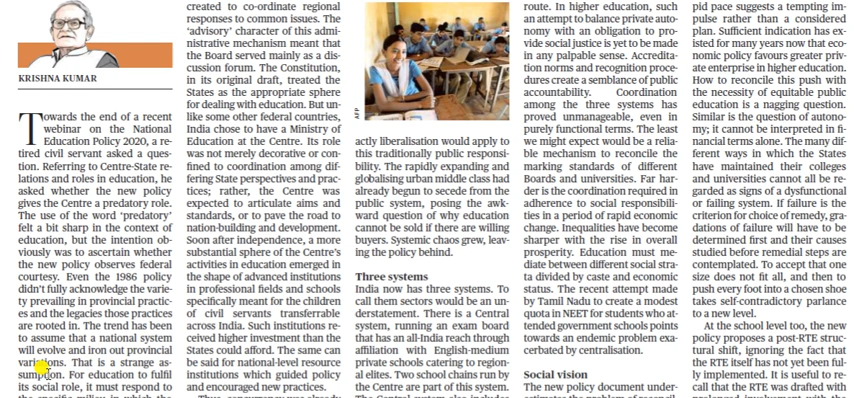 KRISHNA KUMAR
Towards the end of a recent
webinar on the National
Education Policy 2020, a re-
tired civil servant asked a ques-
tion. Referring to Centre-State re-
lations and roles in education, he
asked whether the new policy
gives the Centre a predatory role.
The use of the word ‘predatory’
felt a bit sharp in the context of
education, but the intention ob-
viously was to ascertain whether
the new policy observes federal
courtesy. Even the 1986 policy
didn’t fully acknowledge the varie-
ty prevailing in provincial practic-
es and the legacies those practices
are rooted in. The trend has been
to assume that a national system
will evolve and iron out provincial
variations. That is a strange as-
sumption. For education to fulfil
its social role, it must respond to
the specific milieu in which the
created to co-ordinate regional
responses to common issues. The
‘advisory’ character of this admi-
nistrative mechanism meant that
the Board served mainly as a dis-
cussion forum. The Constitution,
in its original draft, treated the
States as the appropriate sphere
for dealing with education. But un-
like some other federal countries,
India chose to have a Ministry of
Education at the Centre. Its role
was not merely decorative or con-
fined to coordination among dif-
fering State perspectives and prac-
tices; rather, the Centre was
expected to articulate aims and
standards, or to pave the road to
nation-building and development.
Soon after independence, a more
substantial sphere of the Centre’s
activities in education emerged in
the shape of advanced institutions
in professional fields and schools
specifically meant for the children
of civil servants transferrable
across India. Such institutions re-
ceived higher investment than the
States could afford. The same can
be said for national-level resource
institutions which guided policy
and encouraged new practices.
Thus, concurrency was already
AFP
actly liberalisation would apply to
this traditionally public responsi-
bility. The rapidly expanding and
globalising urban middle class had
already begun to secede from the
public system, posing the awk-
ward question of why education
cannot be sold if there are willing
buyers. Systemic chaos grew, leav-
ing the policy behind.
Three systems
India now has three systems. To
call them sectors would be an un-
derstatement. There is a Central
system, running an exam board
that has an all-India reach through
affiliation with English-medium
private schools catering to region-
al elites. Two school chains run by
the Centre are part of this system.
The Central system also includes
route. In higher education, such
an attempt to balance private auto-
nomy with an obligation to pro-
vide social justice is yet to be made
in any palpable sense. Accredita-
tion norms and recognition proce-
dures create a semblance of public
accountability. Coordination
among the three systems has
proved unmanageable, even in
purely functional terms. The least
we might expect would be a relia-
ble mechanism to reconcile the
marking standards of different
Boards and universities. Far har-
der is the coordination required in
adherence to social responsibili-
ties in a period of rapid economic
change. Inequalities have become
sharper with the rise in overall
prosperity. Education must me-
diate between different social stra-
ta divided by caste and economic
status. The recent attempt made
by Tamil Nadu to create a modest
quota in NEET for students who at-
tended government schools points
towards an endemic problem exa-
cerbated by centralisation.
Social vision
The new policy document under-
estimates the problem of reconcil-
pid pace suggests a tempting im-
pulse rather than a considered
plan. Sufficient indication has ex-
isted for many years now that eco-
nomic policy favours greater priv-
ate enterprise in higher education.
How to reconcile this push with
the necessity of equitable public
education is a nagging question.
Similar is the question of autono-
my; it cannot be interpreted in fi-
nancial terms alone. The many dif-
ferent ways in which the States
have maintained their colleges
and universities cannot all be re-
garded as signs of a dysfunctional
or failing system. If failure is the
criterion for choice of remedy, gra-
dations of failure will have to be
determined first and their causes
studied before remedial steps are
contemplated. To accept that one
size does not fit all, and then to
push every foot into a chosen shoe
takes self-contradictory parlance
to a new level.
At the school level too, the new
policy proposes a post-RTE struc-
tural shift, ignoring the fact that
the RTE itself has not yet been ful-
ly implemented. It is useful to re-
call that the RTE was drafted with
prolonged involvement with the